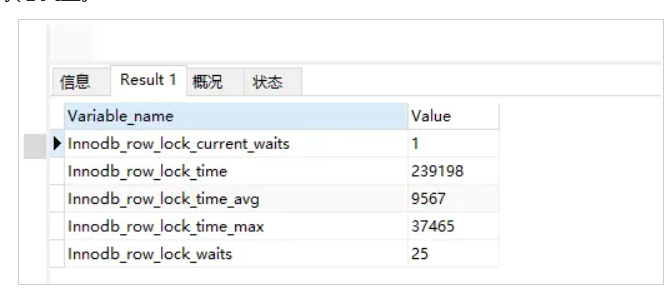 信息 Result 1 概况 状态
Variable_name Value
Innodb_row_lock_current_waits 1
Innodb_row_lock_time 239198
Innodb_row_lock_time_avg 9567
Innodb_row_lock_time_max 37465
Innodb_row_lock_waits 25